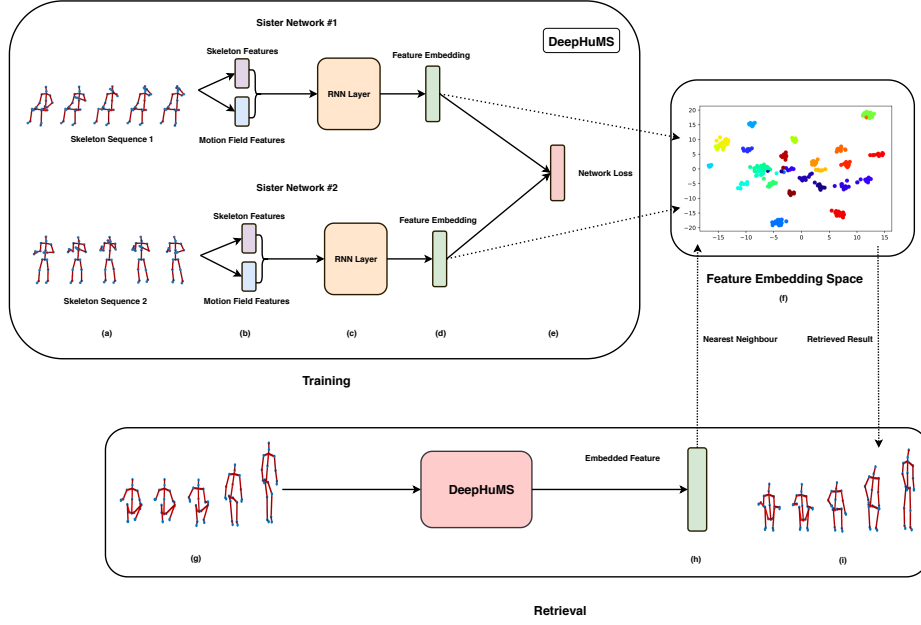 Sister Network #1
DeepHuMS
Skeleton Features
Feature Embedding
RNN Layer
Skeleton Sequence 1
Motion Field Features
Network Loss
Sister Network #2
Skeleton Features
Feature Embedding
RNN Layer
Skeleton Sequence 2
Motion Field Features
(a)
(b)
(c)
(d)
(e)
Training
20
15
10
5
0
−5
−10
−15
−20
−15
−10
−5
0
5
10
15
Feature Embedding Space
(f)
Nearest Neighbour
Retrieved Result
Embedded Feature
DeepHuMS
(g)
(h)
(i)
Retrieval